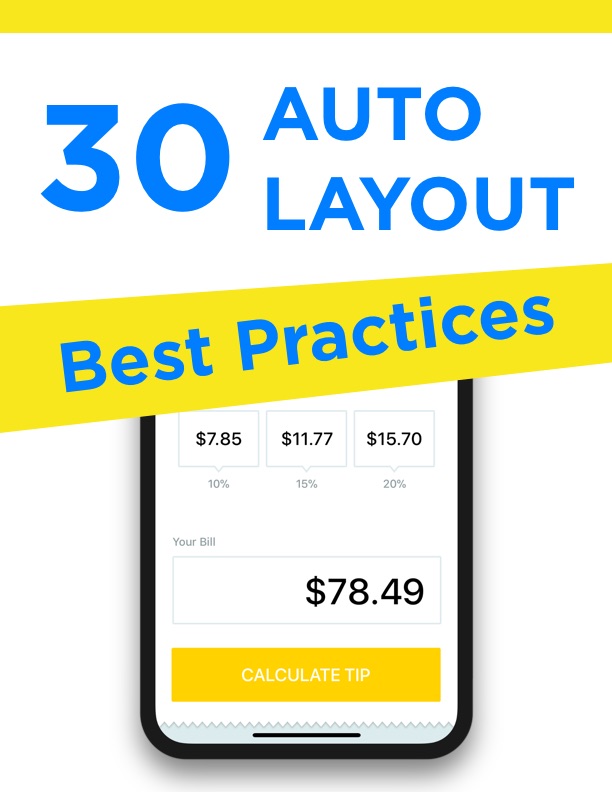 30 AUTO
LAYOUT
Best Practices
$7.85 $11.77 $15.70
10% 15% 20%
Your Bill
$78.49
CALCULATE TIP